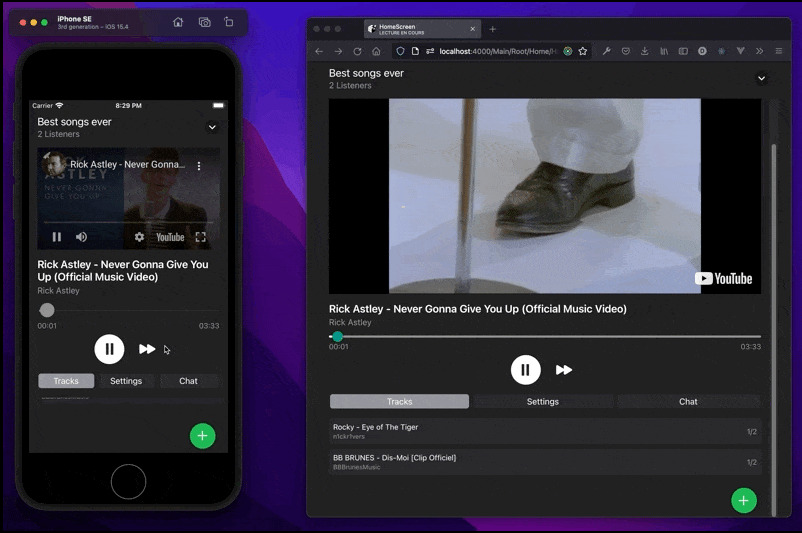 iPhone SE
3rd generation – iOS 15.4
Carrier
8:29 PM
Best songs ever
2 Listeners
Rick Astley - Never Gonna...
ASTLEY
NEVER GONNA
GIVE YOU UP
YouTube
Rick Astley - Never Gonna Give You
Up (Official Music Video)
Rick Astley
00:01
03:33
Tracks
Settings
Chat
HomeScreen
LECTURE EN COURS
localhost:4000/Main/Root/Home/H
Best songs ever
2 Listeners
YouTube
Rick Astley - Never Gonna Give You Up (Official Music Video)
Rick Astley
00:01
03:33
Tracks
Settings
Chat
Rocky - Eye of The Tiger
n1ckr1vers
1/2
BB BRUNES - Dis-Moi [Clip Officiel]
BBBrunesMusic
1/2